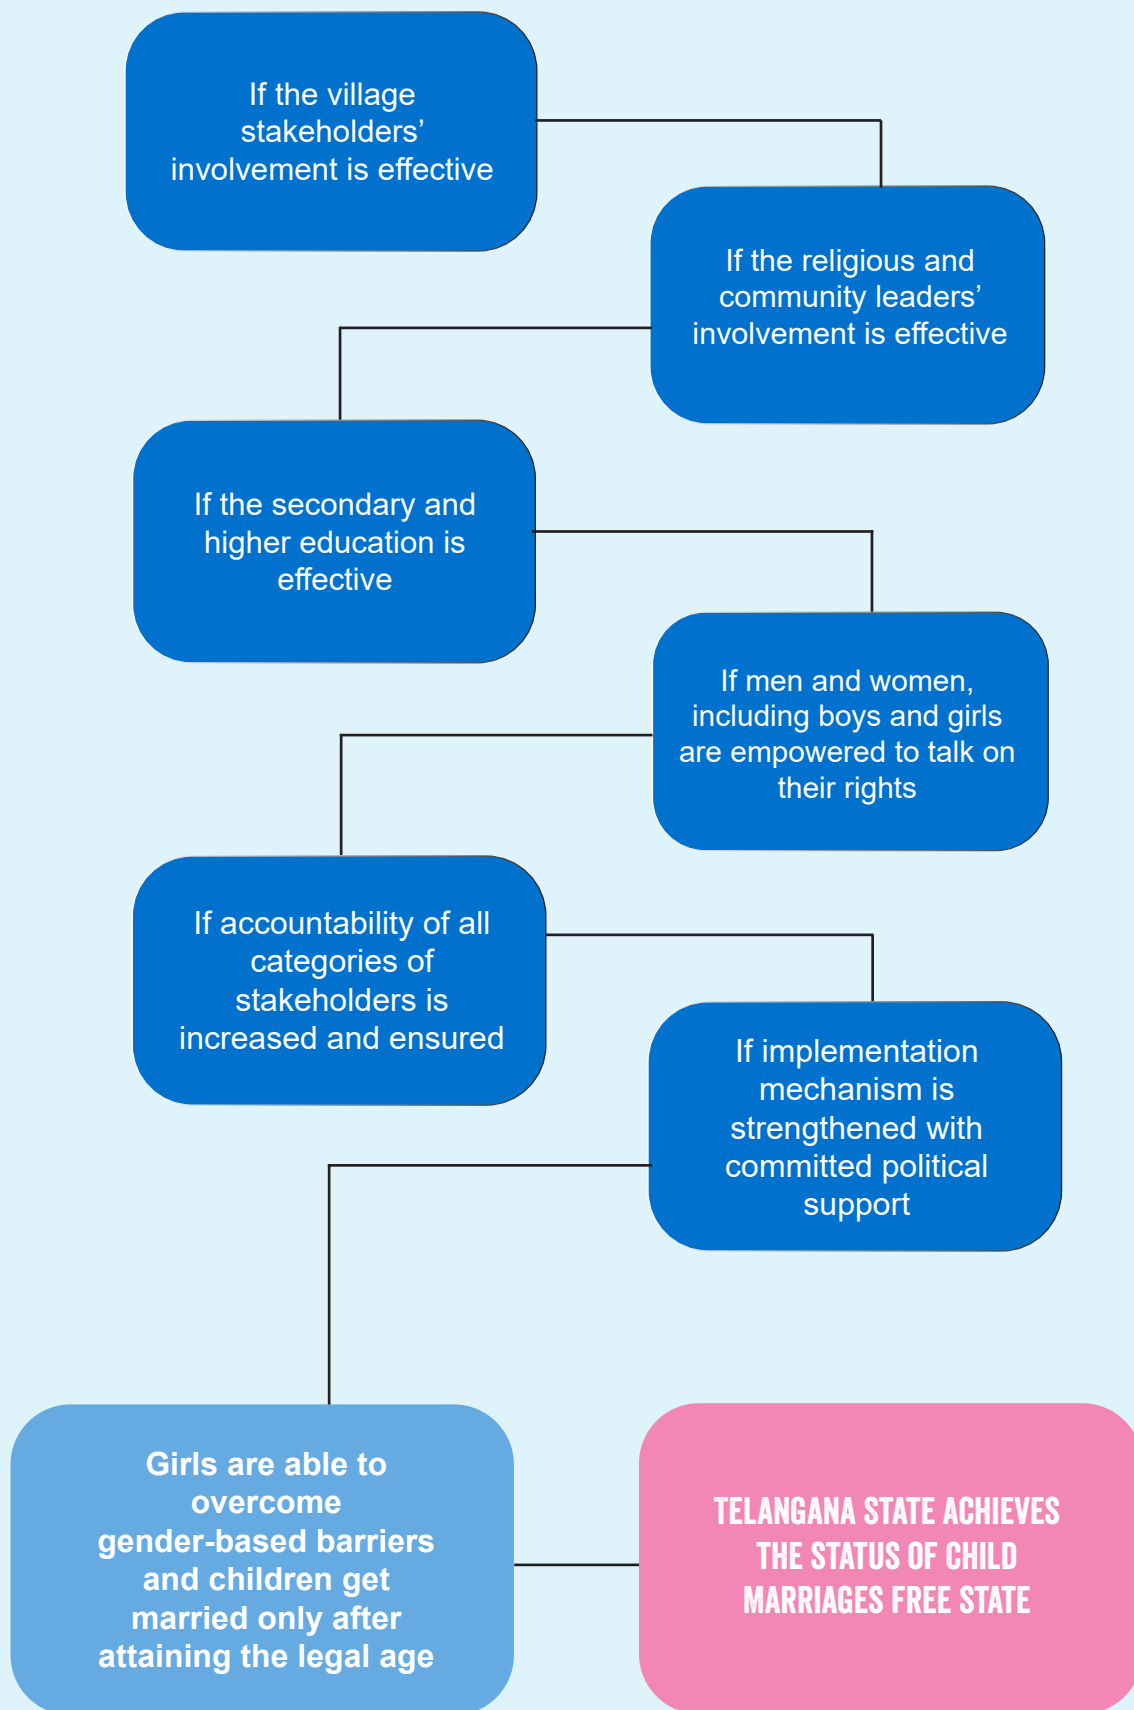 If the village
stakeholders’
involvement is effective
If the religious and
community leaders’
involvement is effective
If the secondary and
higher education is
effective
If men and women,
including boys and girls
are empowered to talk on
their rights
If accountability of all
categories of
stakeholders is
increased and ensured
If implementation
mechanism is
strengthened with
committed political
support
Girls are able to
overcome
gender-based barriers
and children get
married only after
attaining the legal age
TELANGANA STATE ACHIEVES
THE STATUS OF CHILD
MARRIAGES FREE STATE